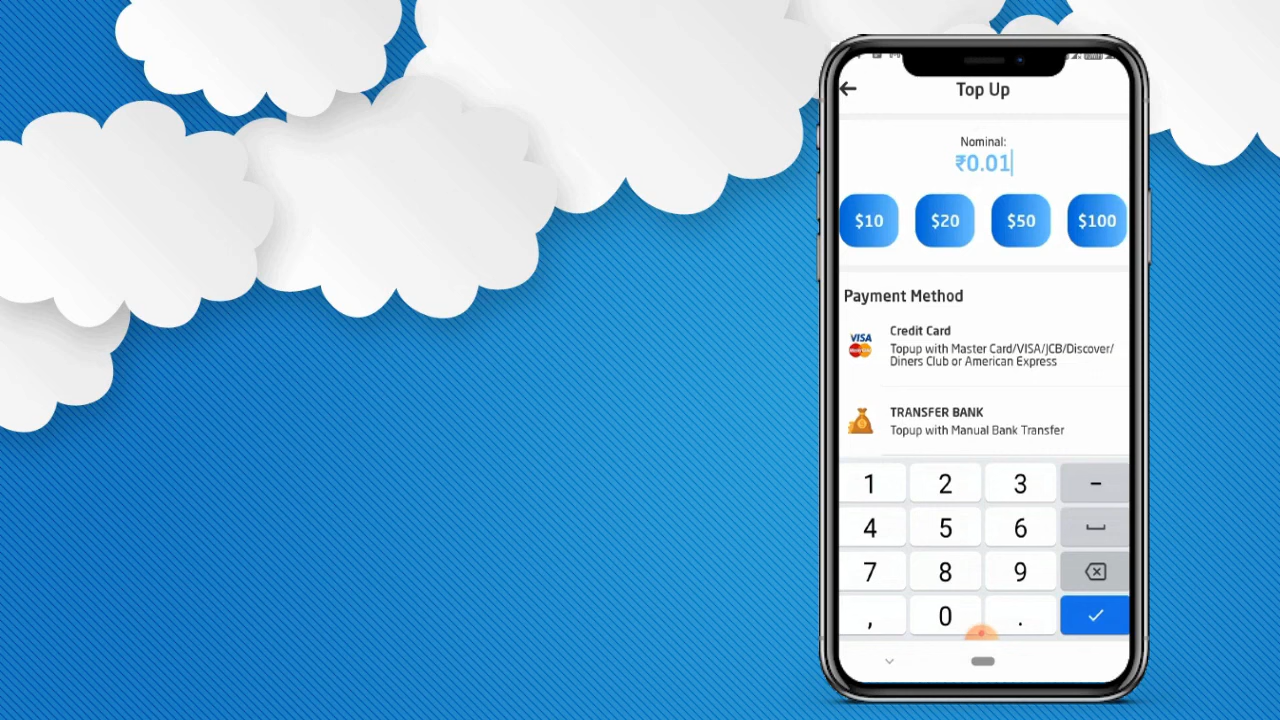 Top Up
Nominal:
₹0.01
$10 $20 $50 $100
Payment Method
Credit Card
VISA
Topup with Master Card/VISA/JCB/Discover/
Diners Club or American Express
TRANSFER BANK
Topup with Manual Bank Transfer
1 2 3 -
4 5 6
7 8 9
, 0 .